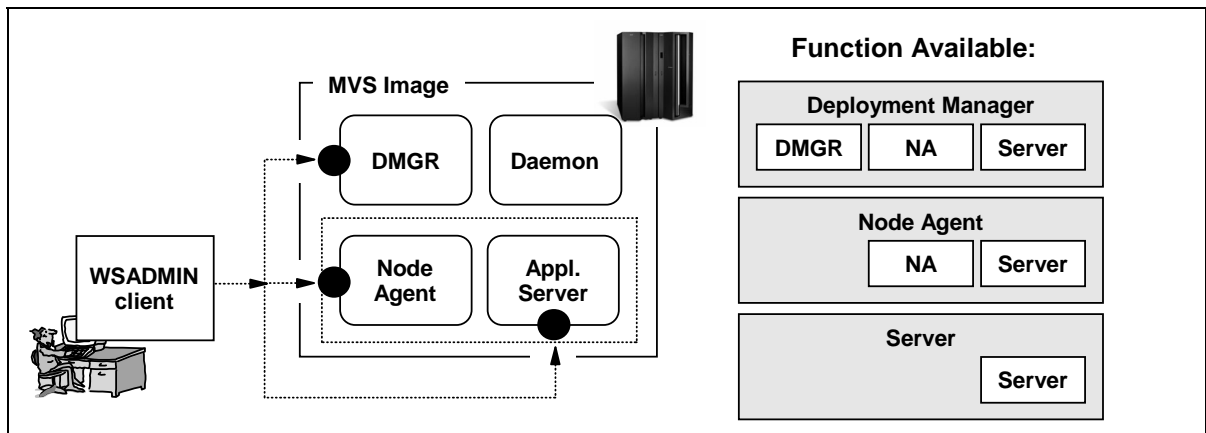 MVS Image
DMGR
Daemon
Node
Agent
Appl.
Server
WSADMIN
client
Function Available:
Deployment Manager
DMGR
NA
Server
Node Agent
NA
Server
Server
Server